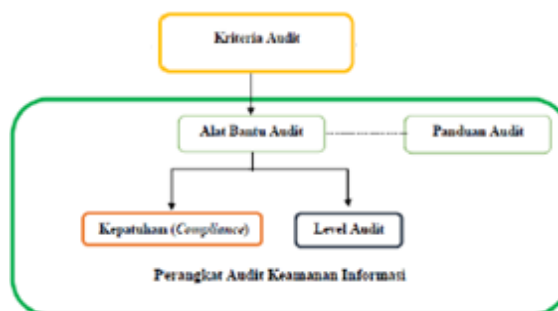 Kriteria Audit
Alat Bantu Audit
Panduan Audit
Kepatuhan (Compliance)
Level Audit
Perangkat Audit Keamanan Informasi